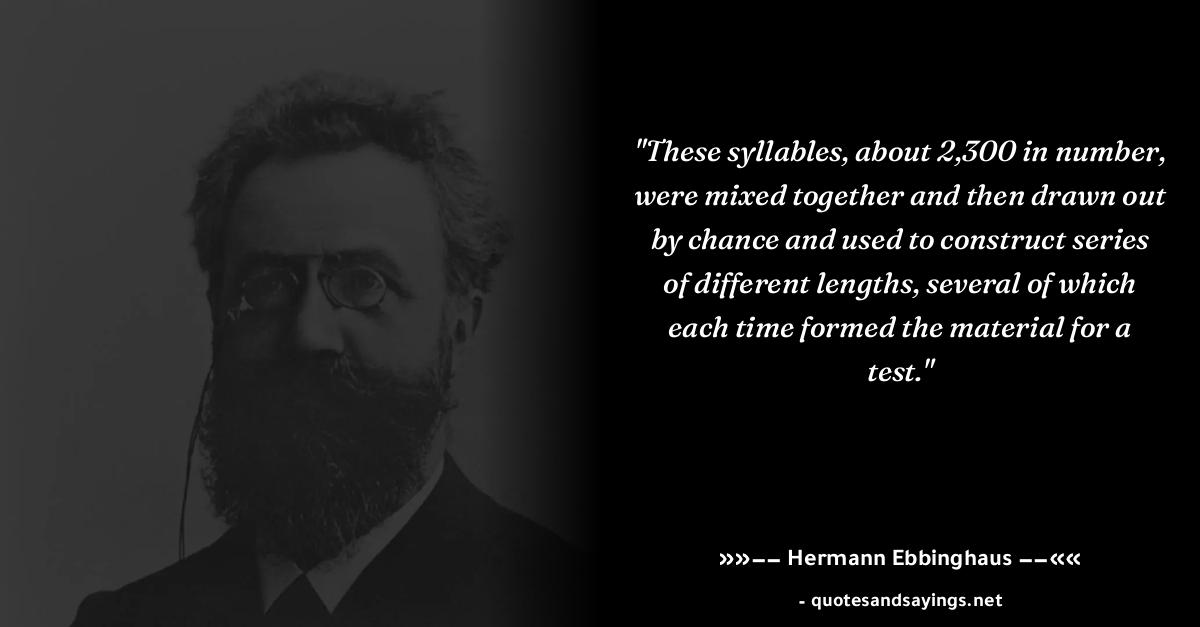 "These syllables, about 2,300 in number,
were mixed together and then drawn out
by chance and used to construct series
of different lengths, several of which
each time formed the material for a
test."
»»−− Hermann Ebbinghaus −−««
- quotesandsayings.net